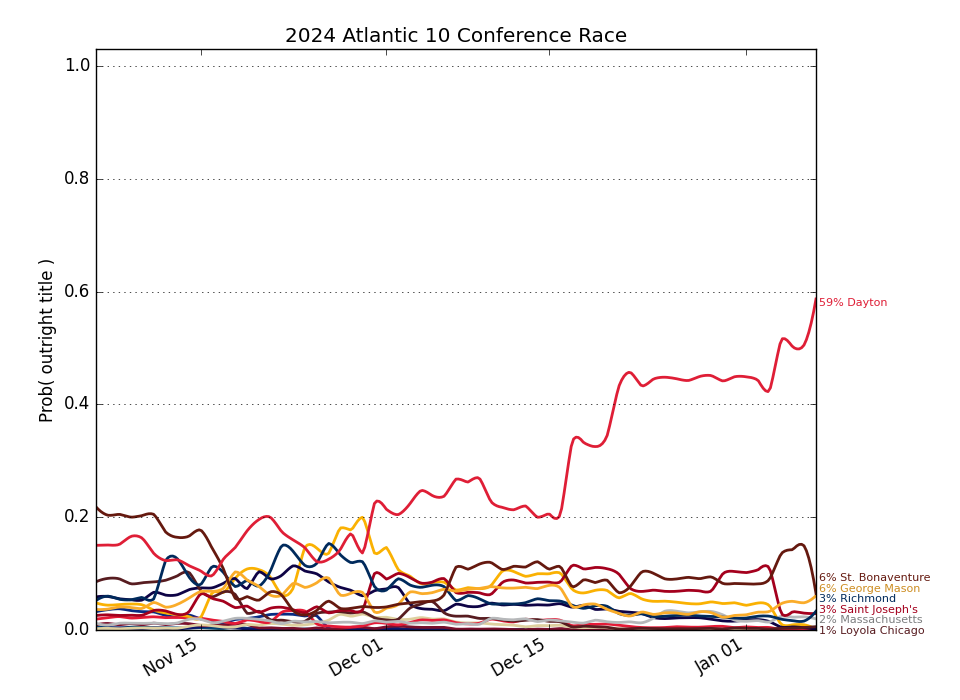 2024 Atlantic 10 Conference Race
1.0
0.8
0.6
0.4
0.2
0.0
Prob( outright title )
Nov 15
Dec 01
Dec 15
Jan 01
59% Dayton
9% St. Bonaventure
6% George Mason
3% Richmond
3% Saint Joseph's
2% Massachusetts
1% Loyola Chicago